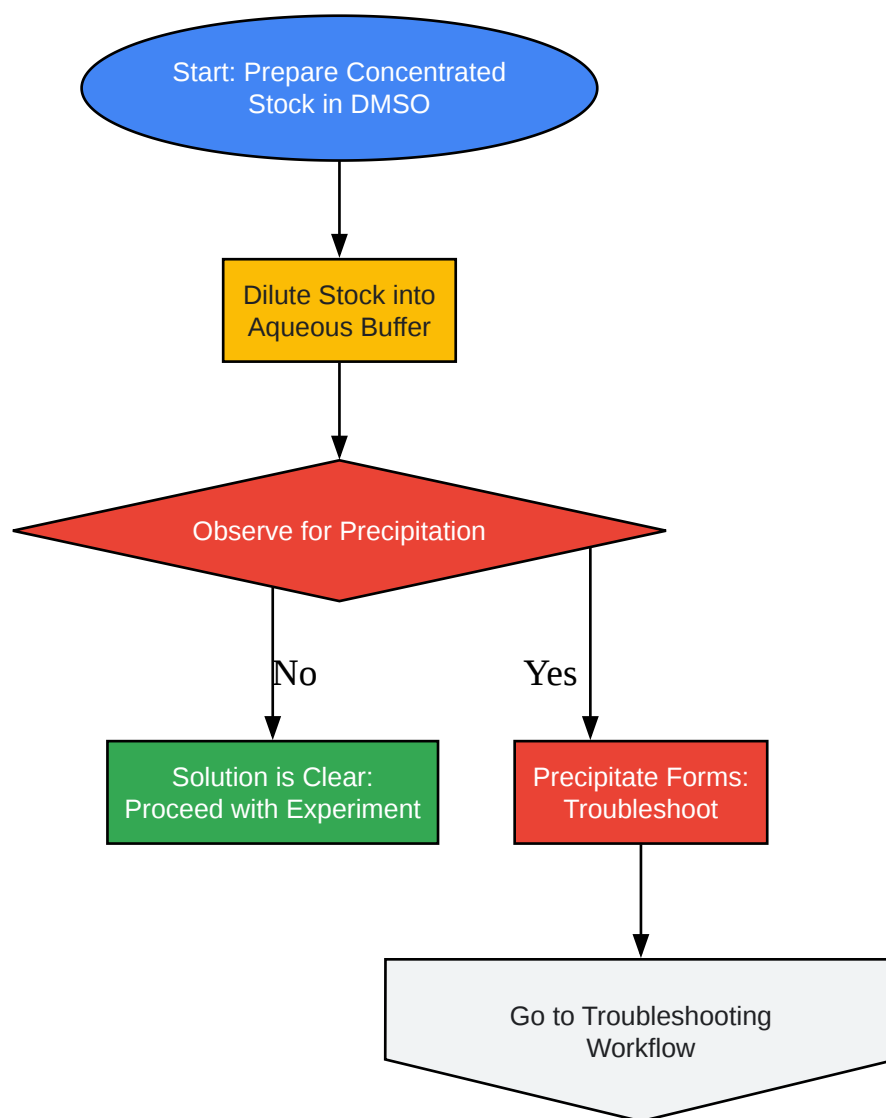 Start: Prepare Concentrated
Stock in DMSO
Dilute Stock into
Aqueous Buffer
Observe for Precipitation
No
Yes
Solution is Clear:
Proceed with Experiment
Precipitate Forms:
Troubleshoot
Go to Troubleshooting
Workflow